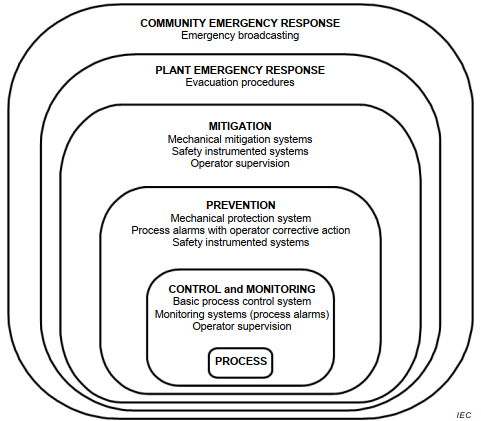 COMMUNITY EMERGENCY RESPONSE
Emergency broadcasting
PLANT EMERGENCY RESPONSE
Evacuation procedures
MITIGATION
Mechanical mitigation systems
Safety instrumented systems
Operator supervision
PREVENTION
Mechanical protection system
Process alarms with operator corrective action
Safety instrumented systems
CONTROL and MONITORING
Basic process control system
Monitoring systems (process alarms)
Operator supervision
PROCESS
IEC